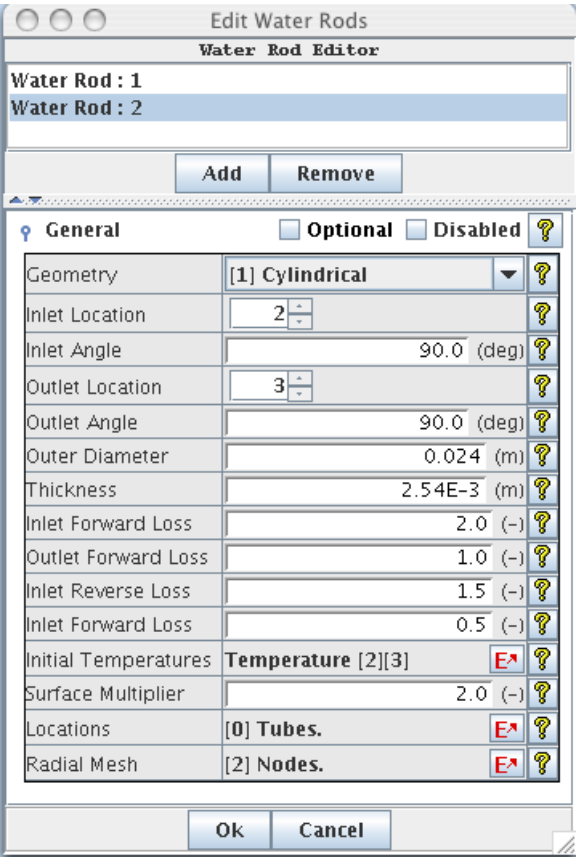 Edit Water Rods
Water Rod Editor
Water Rod : 1
Water Rod : 2
Add Remove
General Optional Disabled ?
Geometry [1] Cylindrical ?
Inlet Location 2 ?
Inlet Angle 90.0 (deg) ?
Outlet Location 3 ?
Outlet Angle 90.0 (deg) ?
Outer Diameter 0.024 (m) ?
Thickness 2.54E-3 (m) ?
Inlet Forward Loss 2.0 (-) ?
Outlet Forward Loss 1.0 (-) ?
Inlet Reverse Loss 1.5 (-) ?
Inlet Forward Loss 0.5 (-) ?
Initial Temperatures Temperature [2][3] E ?
Surface Multiplier 2.0 (-) ?
Locations [0] Tubes. E ?
Radial Mesh [2] Nodes. E ?
Ok Cancel